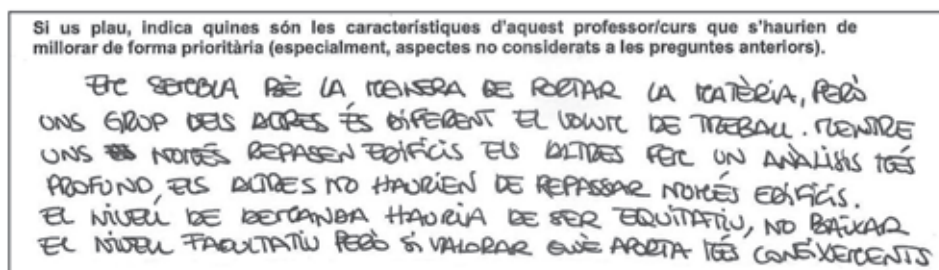 Si us plau, indica quines són les característiques d'aquest professor/curs que s'haurien de
millorar de forma prioritària (especialment, aspectes no considerats a les preguntes anteriors).
EM SEMBLA BÉ LA MANERA DE PORTAR LA MATÈRIA, PERÒ
UNS GRUP DELS ALTRES ÉS DIFERENT EL VOLUM DE TREBALL. MENTRE
UNS NOMÉS REPASEN EDIFICIS ELS ALTRES FEM UN ANÀLISIS MÉS
PROFUND, ELS ALTRES NO HAURIEN DE REPASSAR NOMÉS EDIFICIS.
EL NIVELL DE DEMANDA HAURIA DE SER EQUITATIU, NO BAIXAR
EL NIVELL FACULTATIU PERÒ SI VALORAR QUÈ APORTA MÉS CONEIXEMENTS